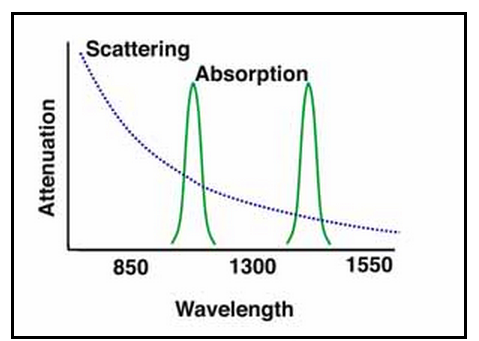 Scattering
Absorption
Attenuation
850 1300 1550
Wavelength